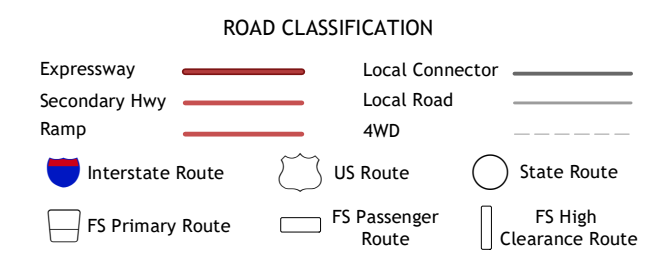 ROAD CLASSIFICATION
Expressway
Local Connector
Secondary Hwy
Local Road
Ramp
4WD
Interstate Route
US Route
State Route
FS Primary Route
FS Passenger
Route
FS High
Clearance Route